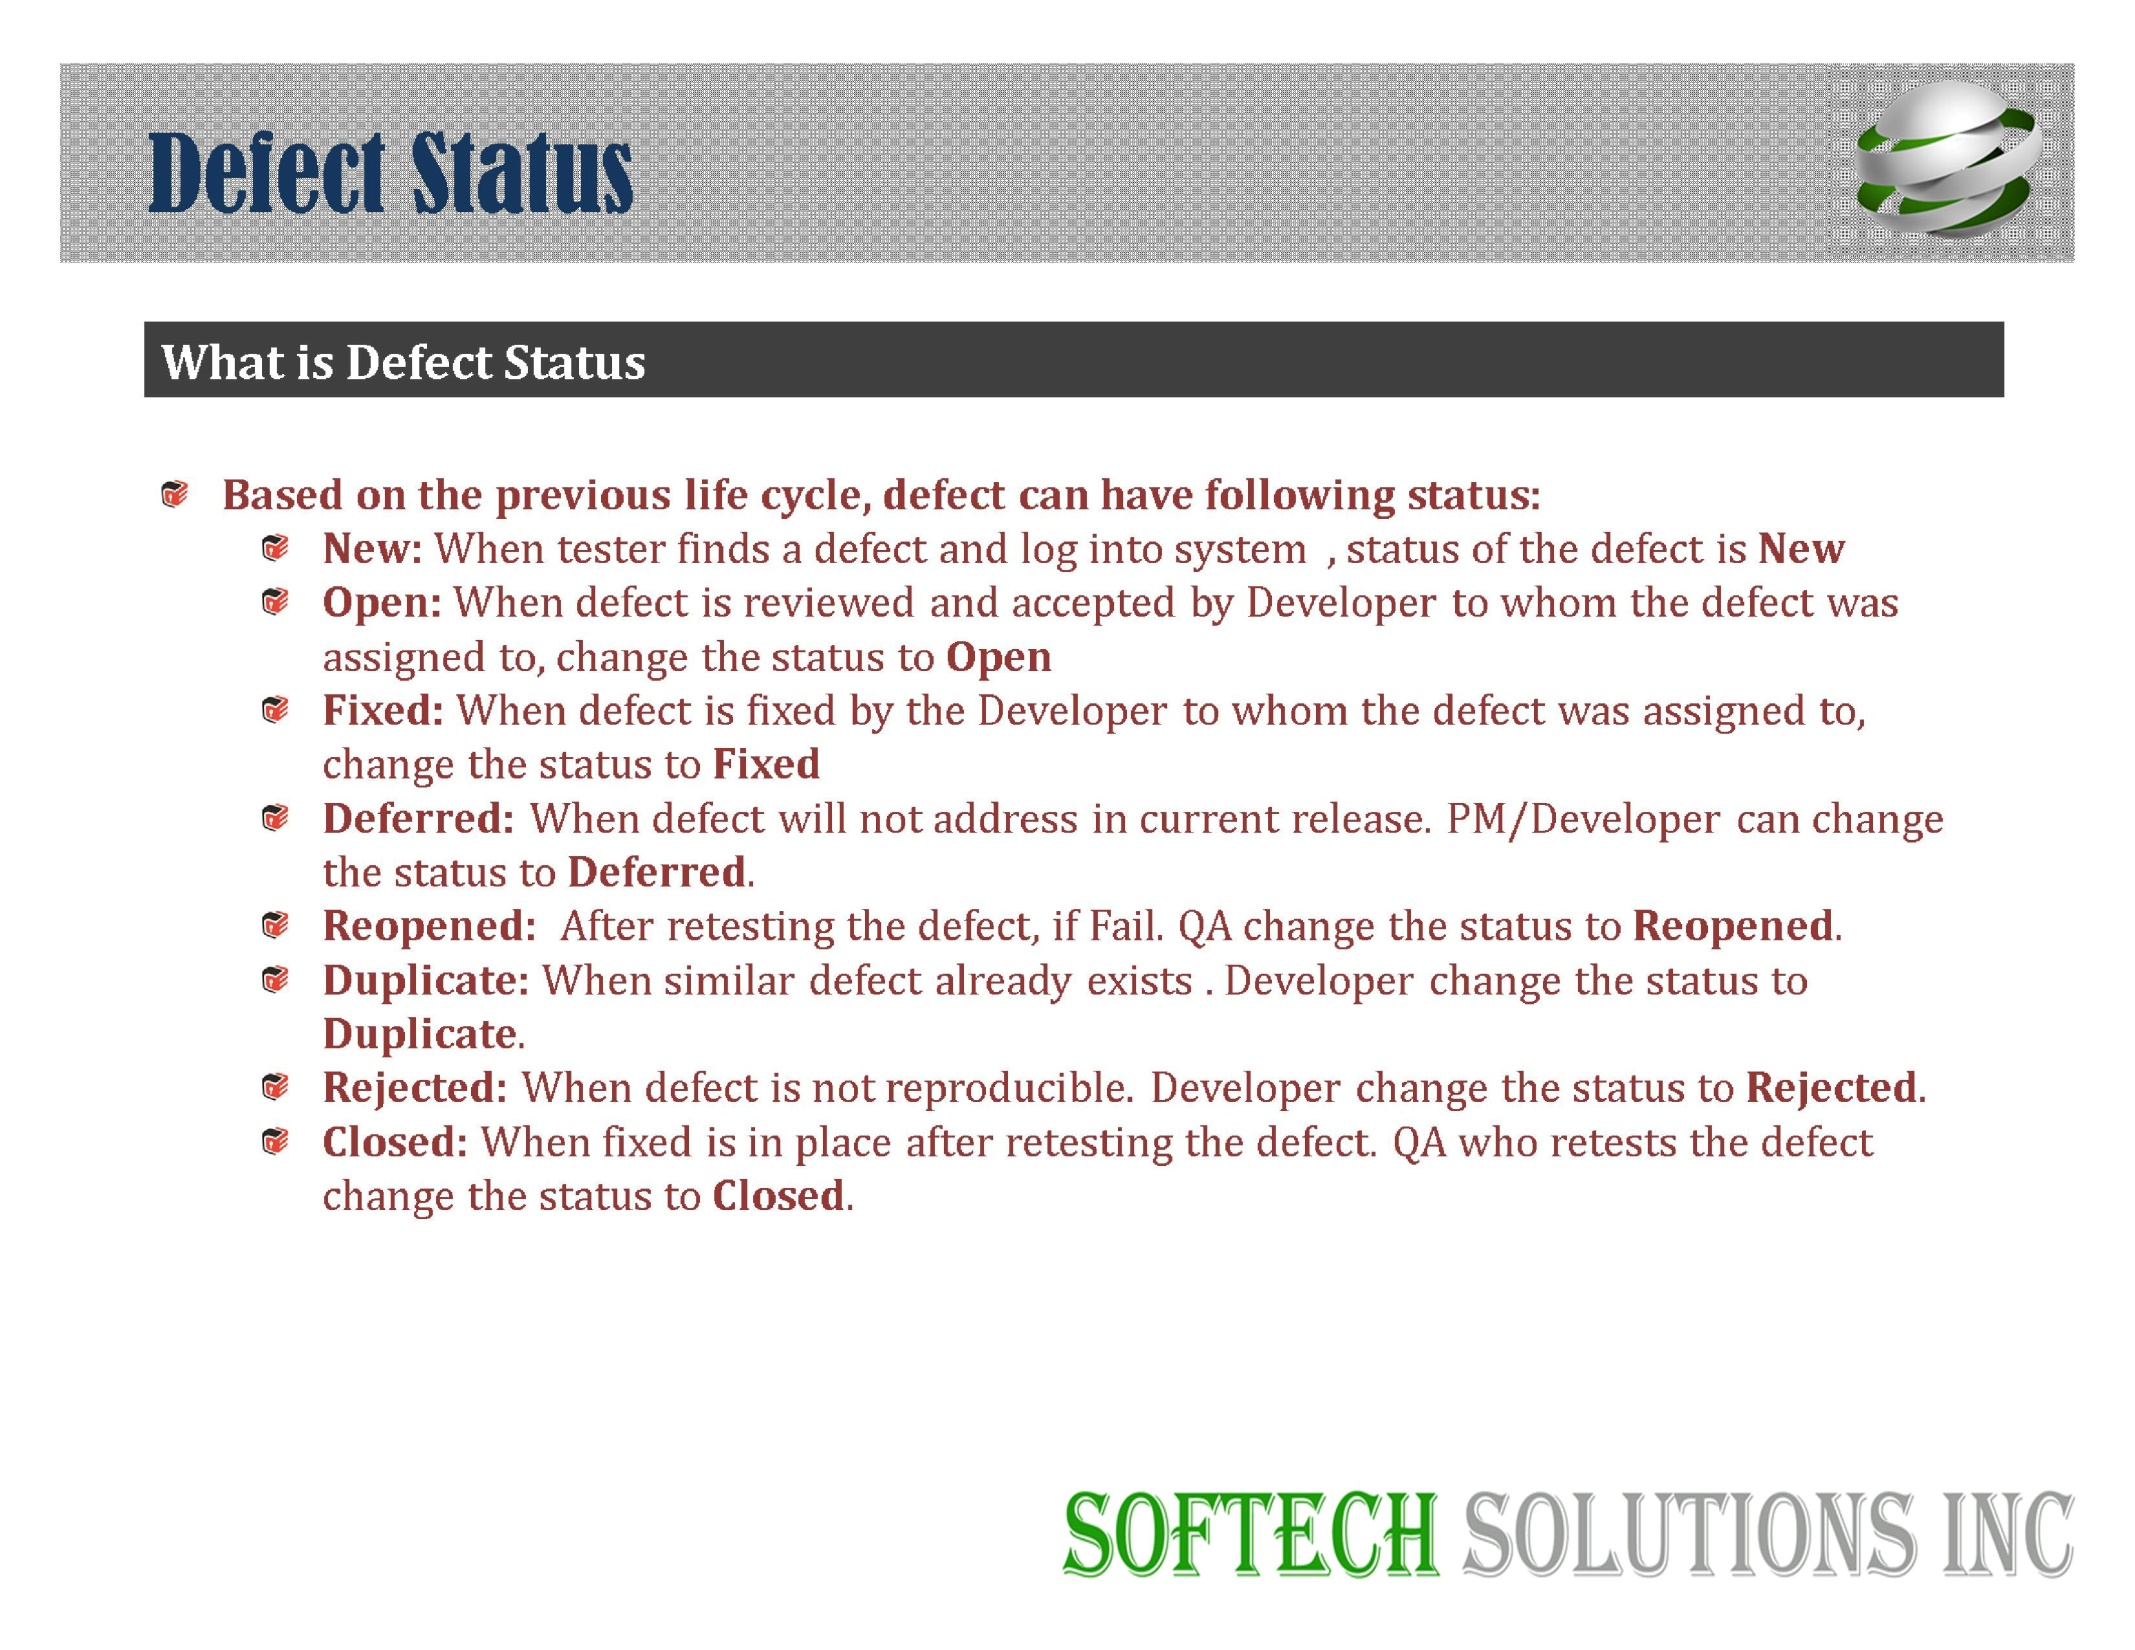 Defect Status
What is Defect Status
Based on the previous life cycle, defect can have following status:
New: When tester finds a defect and log into system , status of the defect is New
Open: When defect is reviewed and accepted by Developer to whom the defect was
assigned to, change the status to Open
Fixed: When defect is fixed by the Developer to whom the defect was assigned to,
change the status to Fixed
Deferred: When defect will not address in current release. PM/Developer can change
the status to Deferred.
Reopened: After retesting the defect, if Fail. QA change the status to Reopened.
Duplicate: When similar defect already exists . Developer change the status to
Duplicate.
Rejected: When defect is not reproducible. Developer change the status to Rejected.
Closed: When fixed is in place after retesting the defect. QA who retests the defect
change the status to Closed.
SOFTECH SOLUTIONS INC